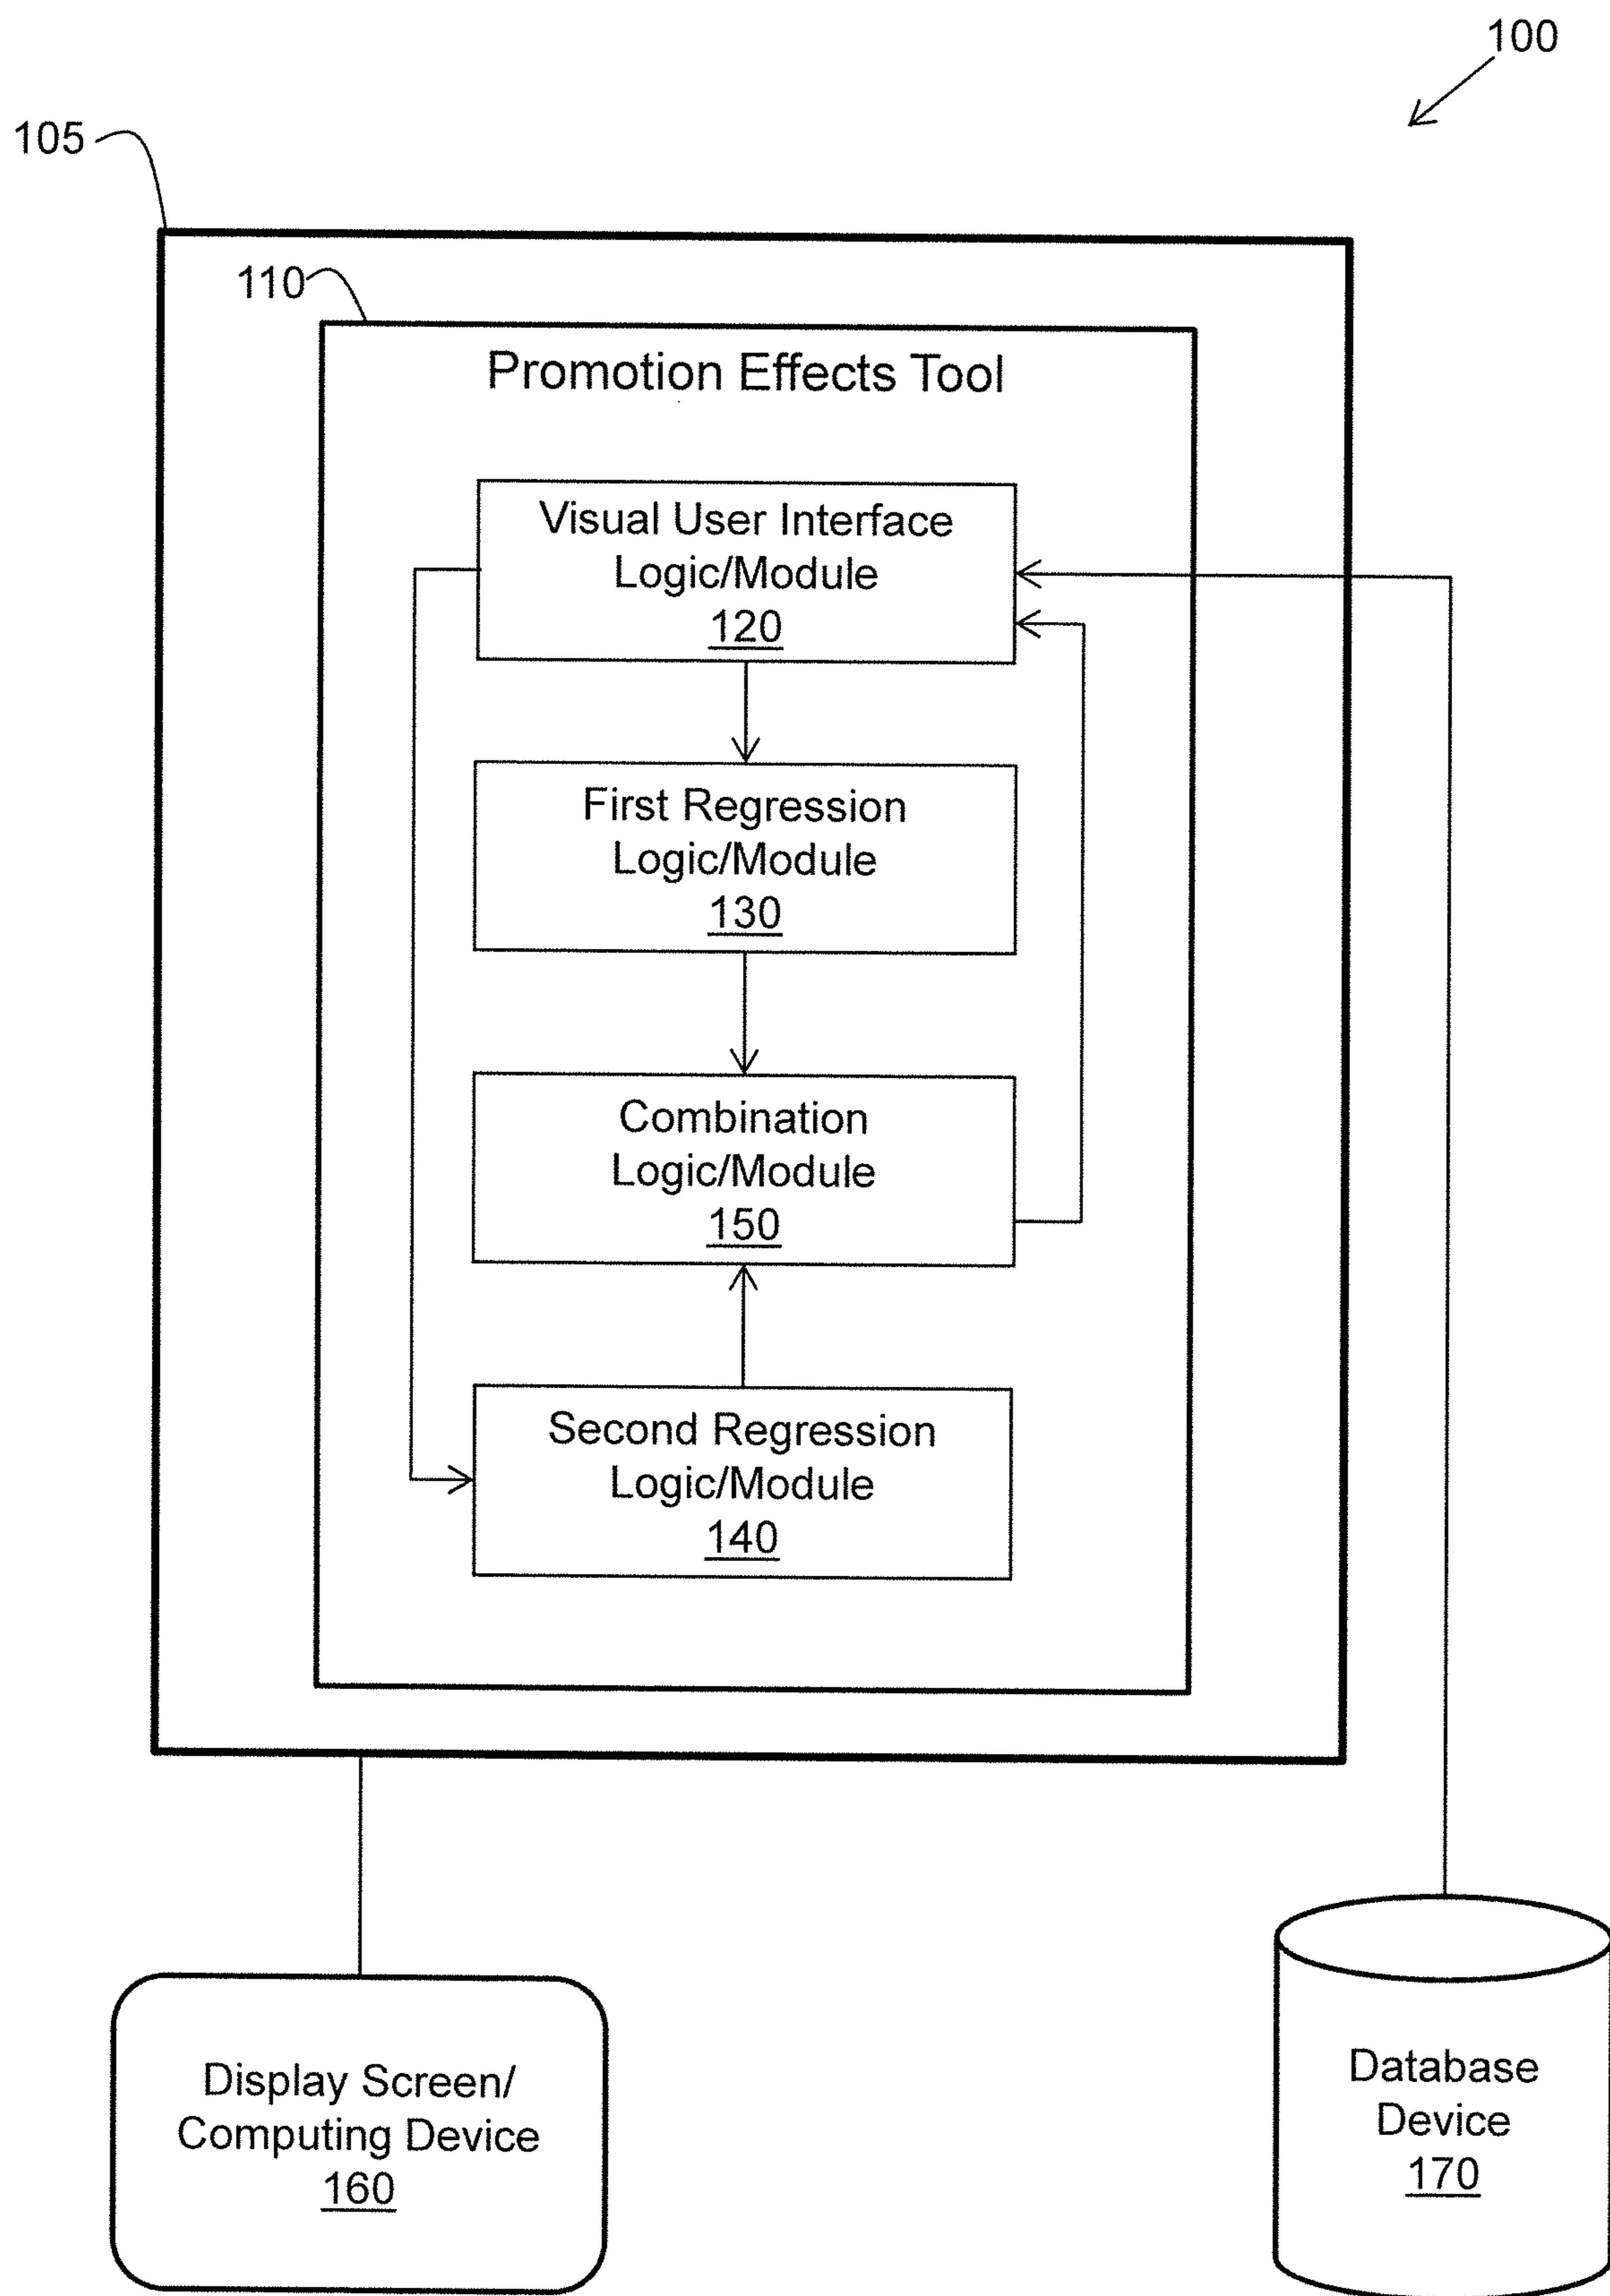 100
105
110
Promotion Effects Tool
Visual User Interface
Logic/Module
120
First Regression
Logic/Module
130
Combination
Logic/Module
150
Second Regression
Logic/Module
140
Display Screen/
Computing Device
160
Database
Device
170